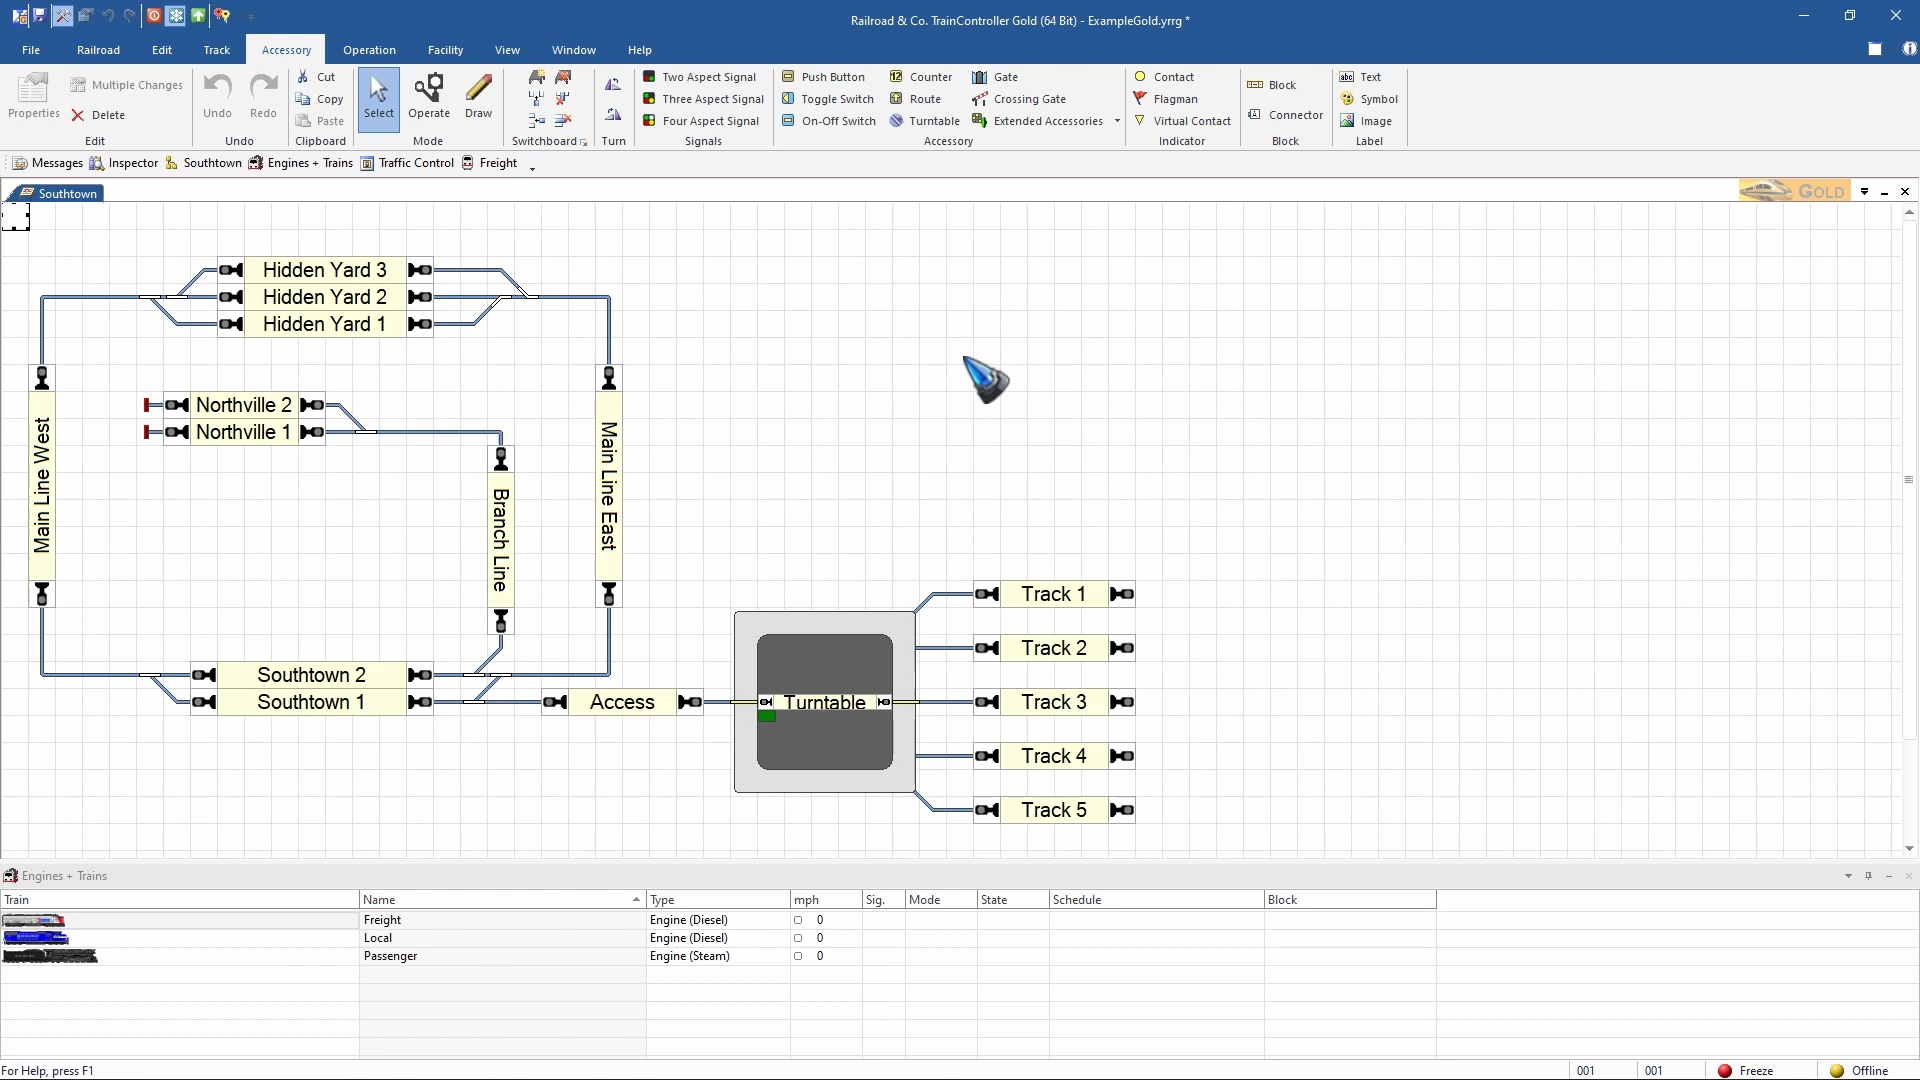 Railroad & Co. TrainController Gold (64 Bit) - ExampleGold.yrrg *
File Railroad Edit Track Accessory Operation Facility View Window Help
Properties Multiple Changes Delete Edit
Undo Redo Undo
Cut Copy Paste Clipboard
Select Operate Draw Mode
Switchboard
Turn
Two Aspect Signal
Three Aspect Signal
Four Aspect Signal
Signals
Push Button Counter Gate
Toggle Switch Route Crossing Gate
On-Off Switch Turntable Extended Accessories
Accessory
Contact
Flagman
Virtual Contact
Indicator
Block
Connector
Block
abc Text
Symbol
Image
Label
Messages Inspector Southtown Engines + Trains Traffic Control Freight
Southtown
GOLD
Hidden Yard 3
Hidden Yard 2
Hidden Yard 1
Northville 2
Northville 1
Main Line West
Branch Line
Main Line East
Southtown 2
Southtown 1
Access
Turntable
Track 1
Track 2
Track 3
Track 4
Track 5
Engines + Trains
Train Name Type mph Sig. Mode State Schedule Block
Freight Engine (Diesel) 0
Local Engine (Diesel) 0
Passenger Engine (Steam) 0
For Help, press F1
001 001 Freeze Offline